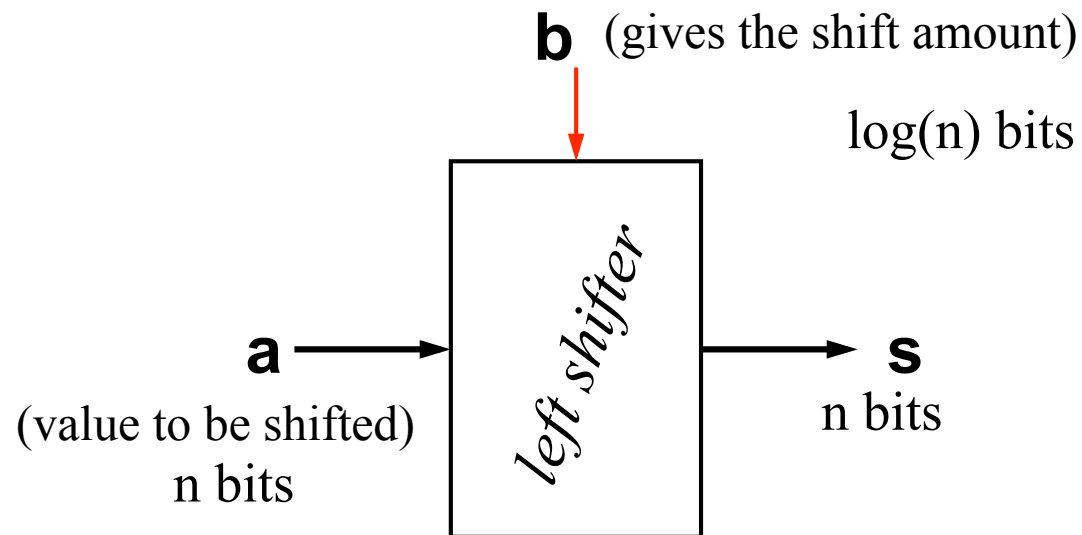 b (gives the shift amount)
log(n) bits
left shifter
a
s
(value to be shifted)
n bits
n bits